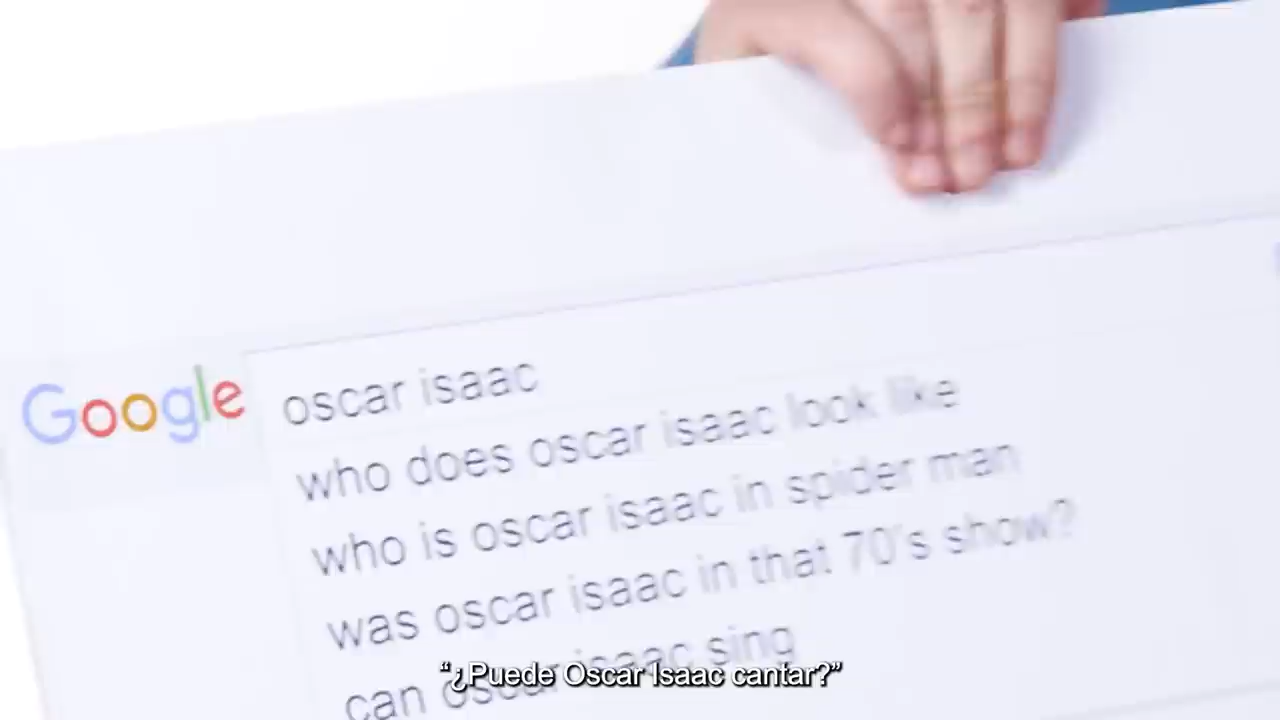 Google oscar isaac
who does oscar isaac look like
who is oscar isaac in spider man
was oscar isaac in that 70's show?
can oscar isaac sing
“¿Puede Oscar Isaac cantar?”